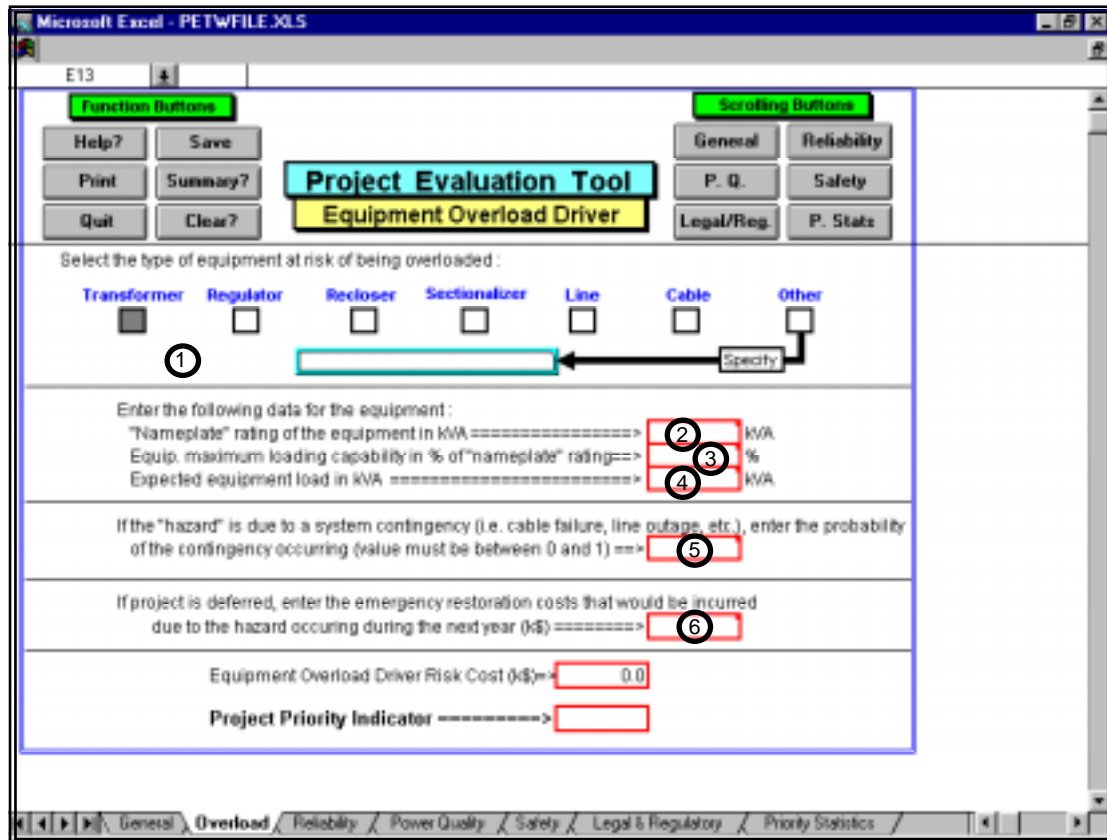 Microsoft Excel - PETWFILE.XLS
E13
Function Buttons
Scrolling Buttons
Help? Save
General Reliability
Print Summary?
Project Evaluation Tool
P. Q. Safety
Quit Clear?
Equipment Overload Driver
Legal/Reg. P. Stats
Select the type of equipment at risk of being overloaded :
Transformer Regulator Recloser Sectionalizer Line Cable Other
1
Specify
Enter the following data for the equipment :
"Nameplate" rating of the equipment in kVA =================> 2 kVA
Equip. maximum loading capability in % of "nameplate" rating==> 3 %
Expected equipment load in kVA =========================> 4 kVA
If the "hazard" is due to a system contingency (i.e. cable failure, line outage, etc.), enter the probability
of the contingency occurring (value must be between 0 and 1) ==> 5
If project is deferred, enter the emergency restoration costs that would be incurred
due to the hazard occuring during the next year (k$) ========> 6
Equipment Overload Driver Risk Cost (k$)=> 0.0
Project Priority Indicator =========>
General Overload Reliability Power Quality Safety Legal & Regulatory Priority Statistics